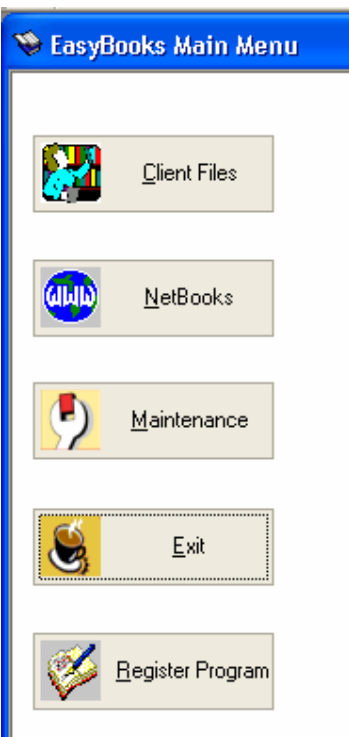 EasyBooks Main Menu
Client Files
WWW
NetBooks
Maintenance
Exit
Register Program